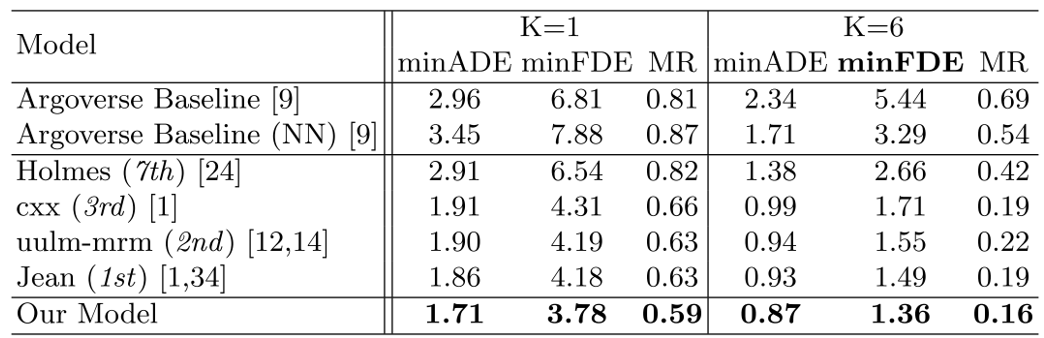 Model K=1 K=6
minADE minFDE MR minADE minFDE MR
Argoverse Baseline [9] 2.96 6.81 0.81 2.34 5.44 0.69
Argoverse Baseline (NN) [9] 3.45 7.88 0.87 1.71 3.29 0.54
Holmes (7th) [24] 2.91 6.54 0.82 1.38 2.66 0.42
cxx (3rd) [1] 1.91 4.31 0.66 0.99 1.71 0.19
uulm-mrm (2nd) [12,14] 1.90 4.19 0.63 0.94 1.55 0.22
Jean (1st) [1,34] 1.86 4.18 0.63 0.93 1.49 0.19
Our Model 1.71 3.78 0.59 0.87 1.36 0.16